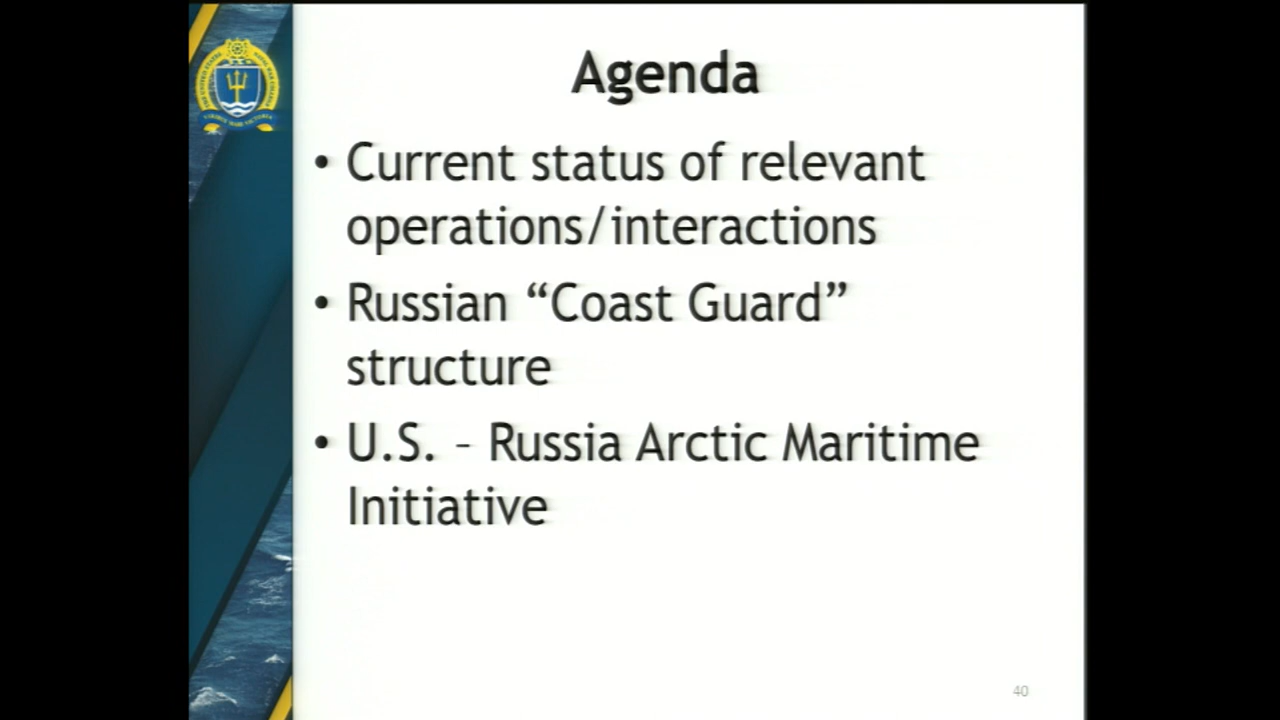 Agenda
• Current status of relevant
operations/interactions
• Russian “Coast Guard”
structure
• U.S. – Russia Arctic Maritime
Initiative
40